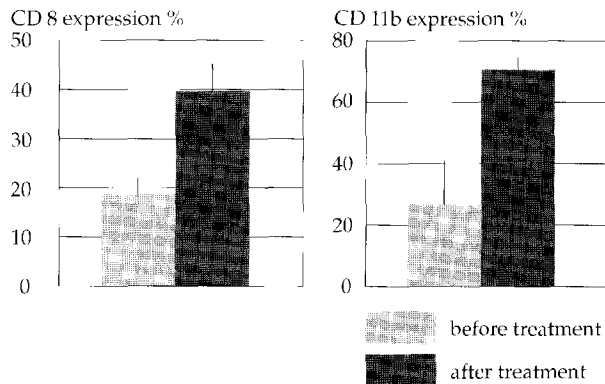 CD 8 expression %
50
40
30
20
10
0
CD 11b expression %
80
60
40
20
0
before treatment
after treatment